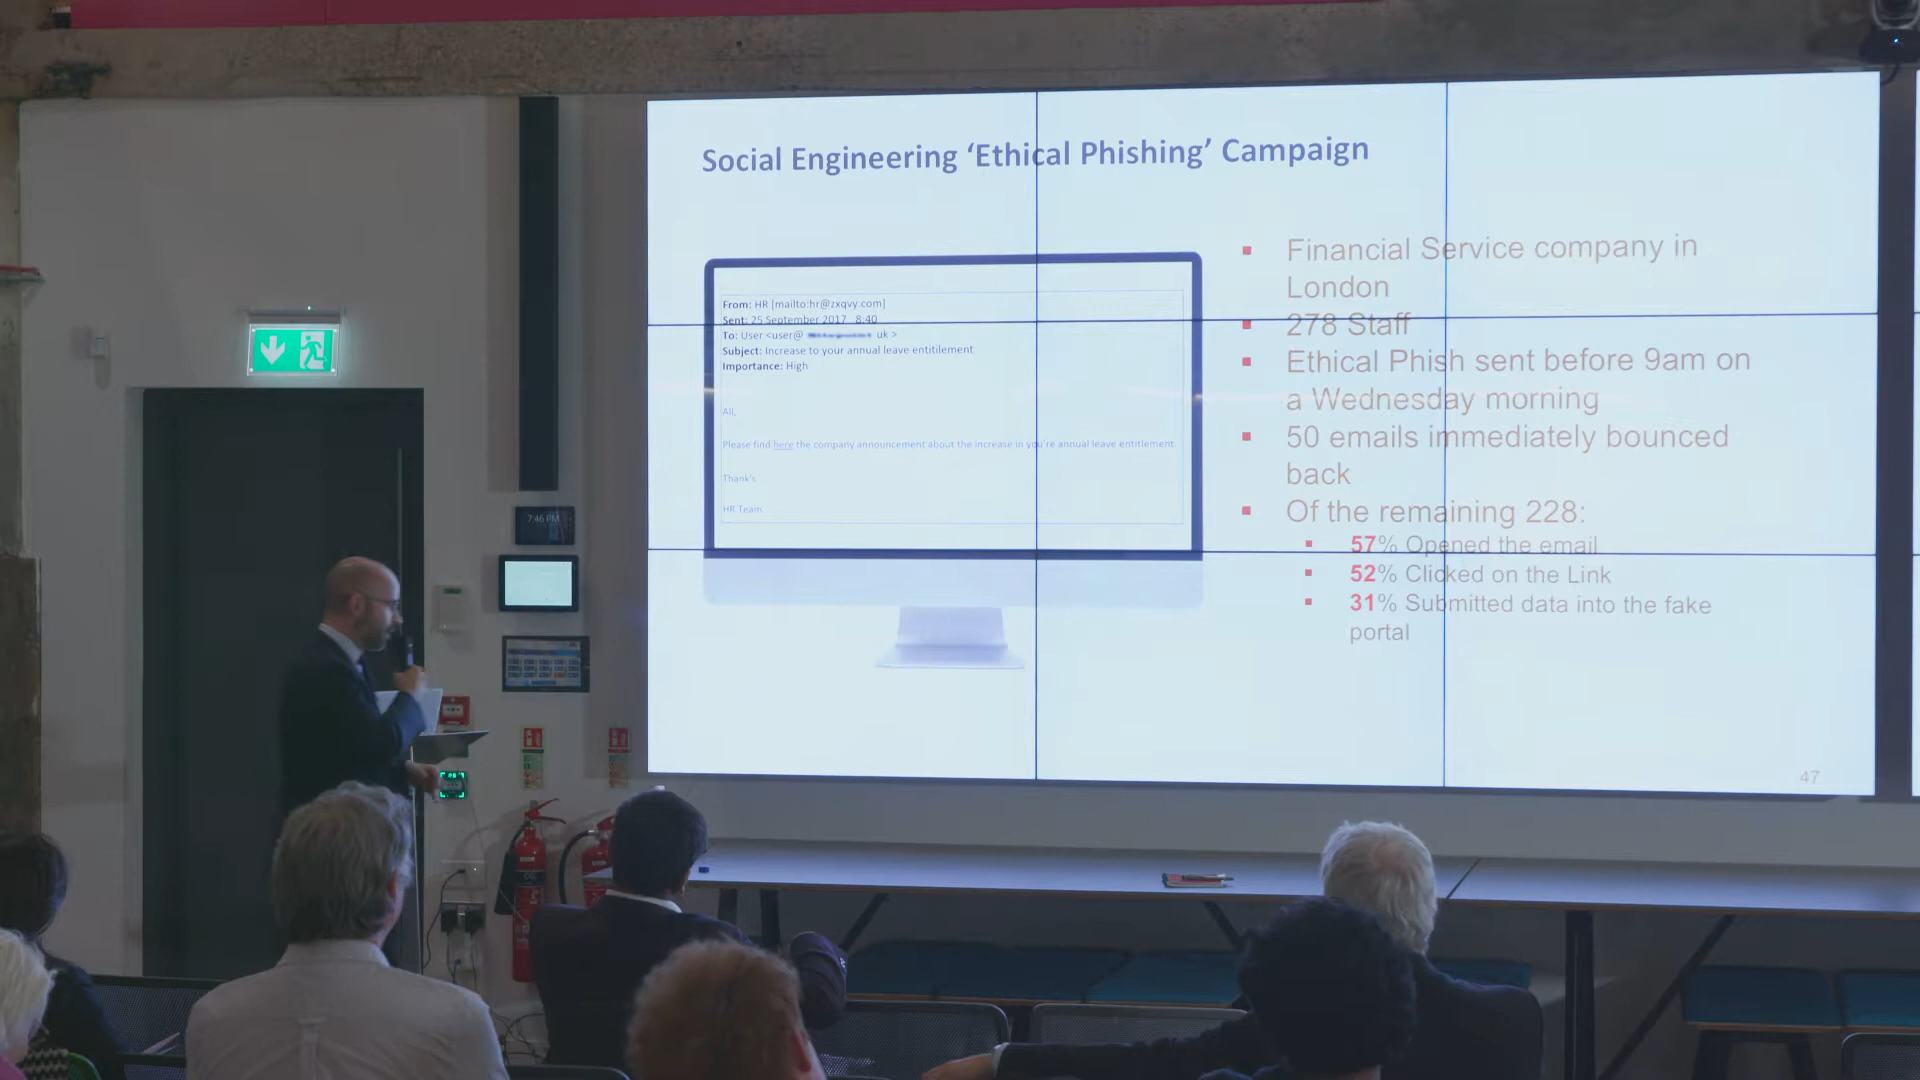 Social Engineering ‘Ethical Phishing’ Campaign
From: HR [mailto:hr@zxqvy.com]
Sent: 25 September 2017 8:40
To: User <user@ uk >
Subject: Increase to your annual leave entitilement
Importance: High
All,
Please find here the company announcement about the increase in you're annual leave entitlement.
Thank's
HR Team
Financial Service company in
London
278 Staff
Ethical Phish sent before 9am on
a Wednesday morning
50 emails immediately bounced
back
Of the remaining 228:
57% Opened the email
52% Clicked on the Link
31% Submitted data into the fake
portal
47
7:46 PM